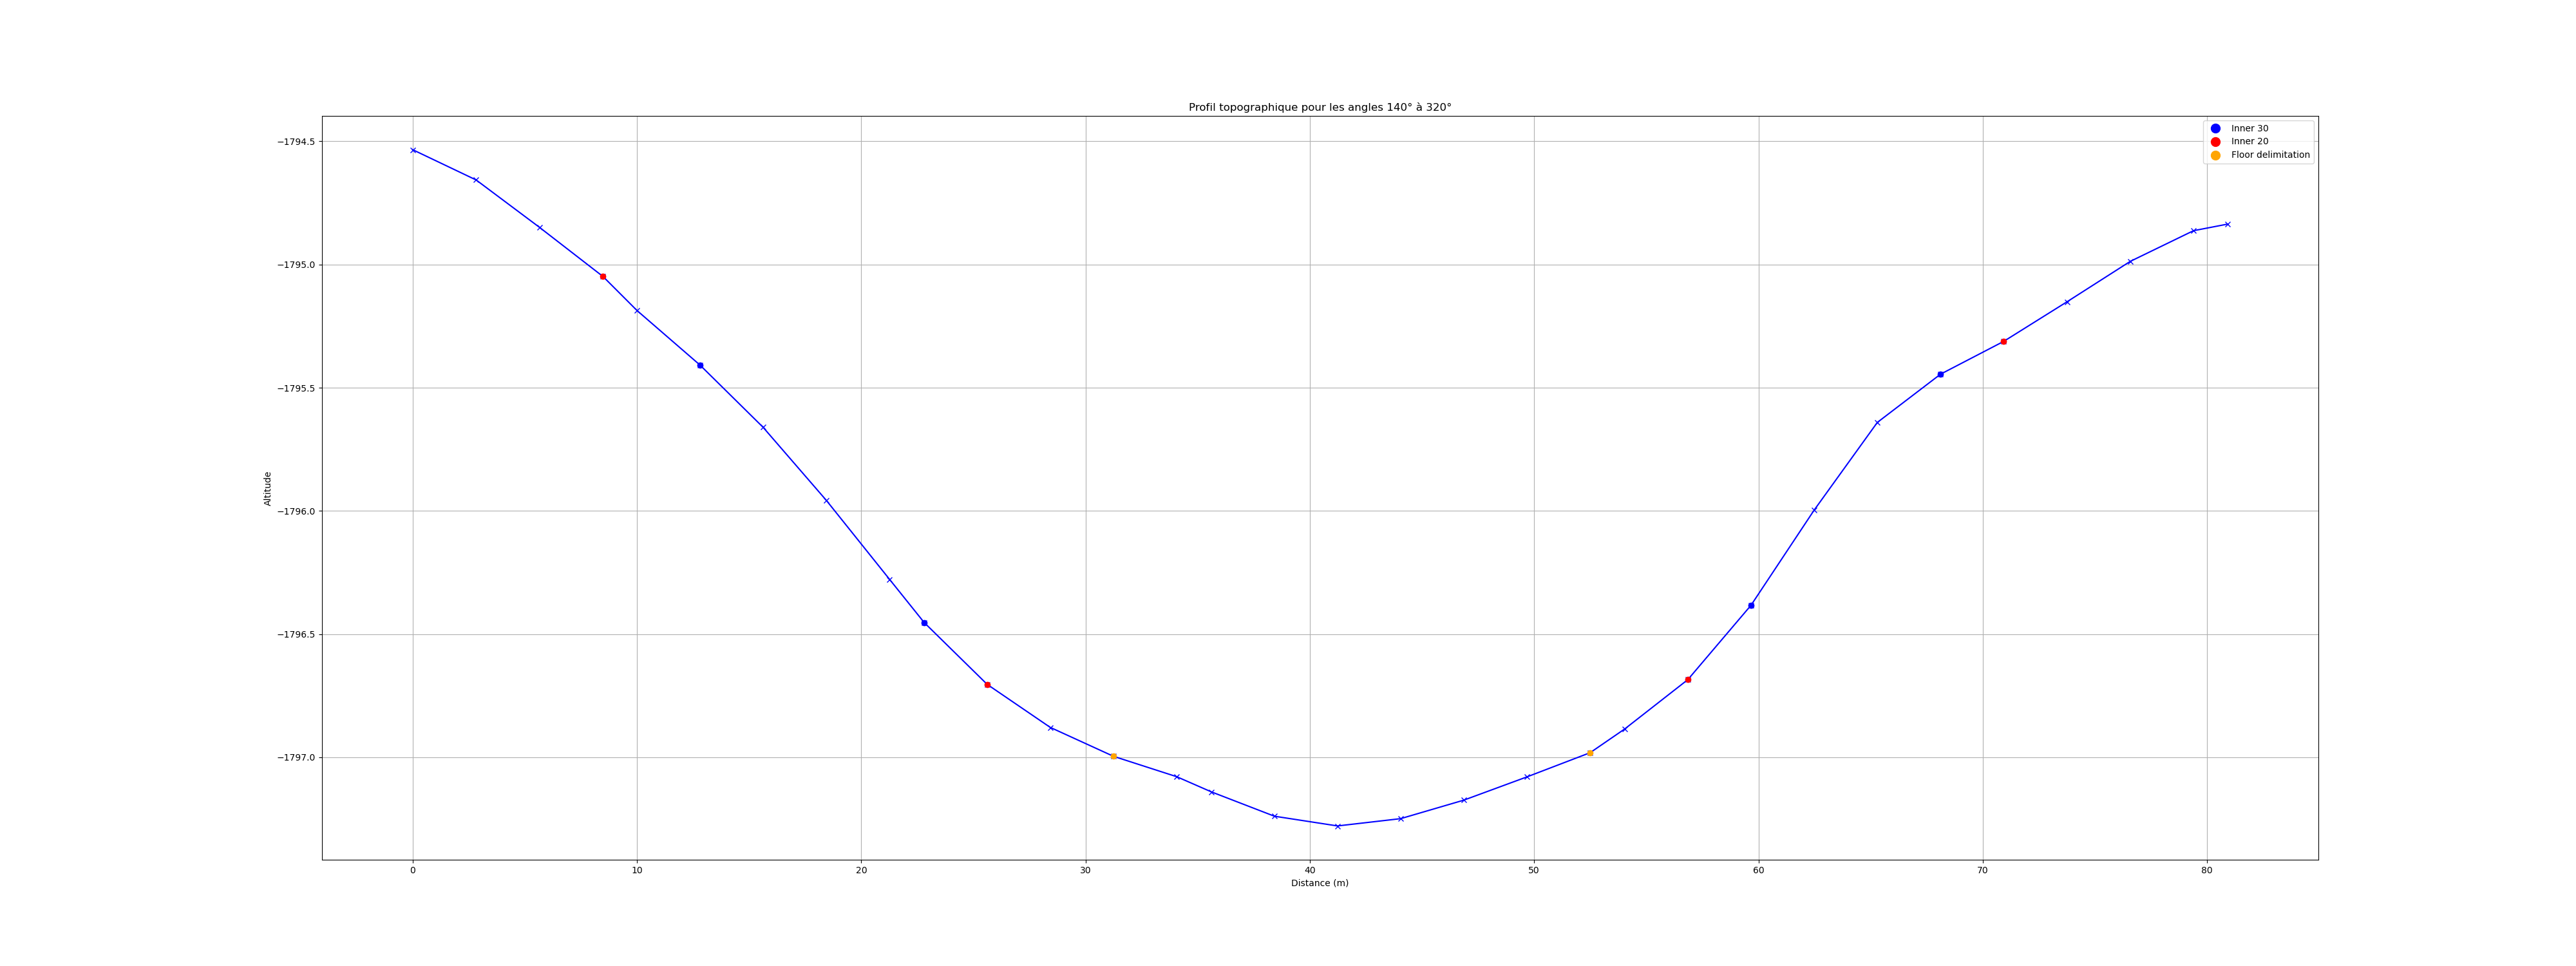 Profil topographique pour les angles 140° à 320°
Inner 30
Inner 20
Floor delimitation
Altitude
−1794.5
−1795.0
−1795.5
−1796.0
−1796.5
−1797.0
0 10 20 30 40 50 60 70 80
Distance (m)